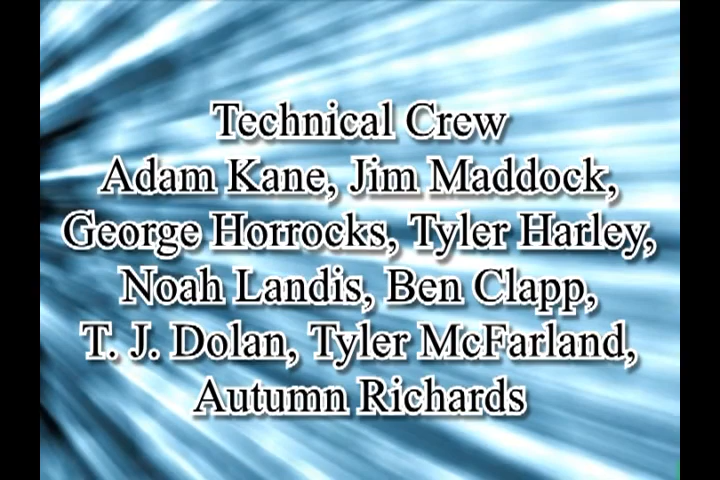 Technical Crew
Adam Kane, Jim Maddock,
George Horrocks, Tyler Harley,
Noah Landis, Ben Clapp,
T. J. Dolan, Tyler McFarland,
Autumn Richards